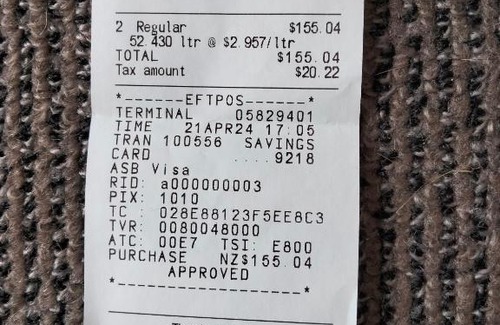 2 Regular $155.04
52.430 ltr @ $2.957/ltr
TOTAL $155.04
Tax amount $20.22
*-------EFTPOS-------*
TERMINAL 05829401
TIME 21APR24 17:05
TRAN 100556 SAVINGS
CARD ....9218
ASB Visa
RID: a000000003
PIX: 1010
TC : 028E88123F5EE8C3
TVR: 0080048000
ATC: 00E7 TSI: E800
PURCHASE NZ$155.04
APPROVED
*--------------------*